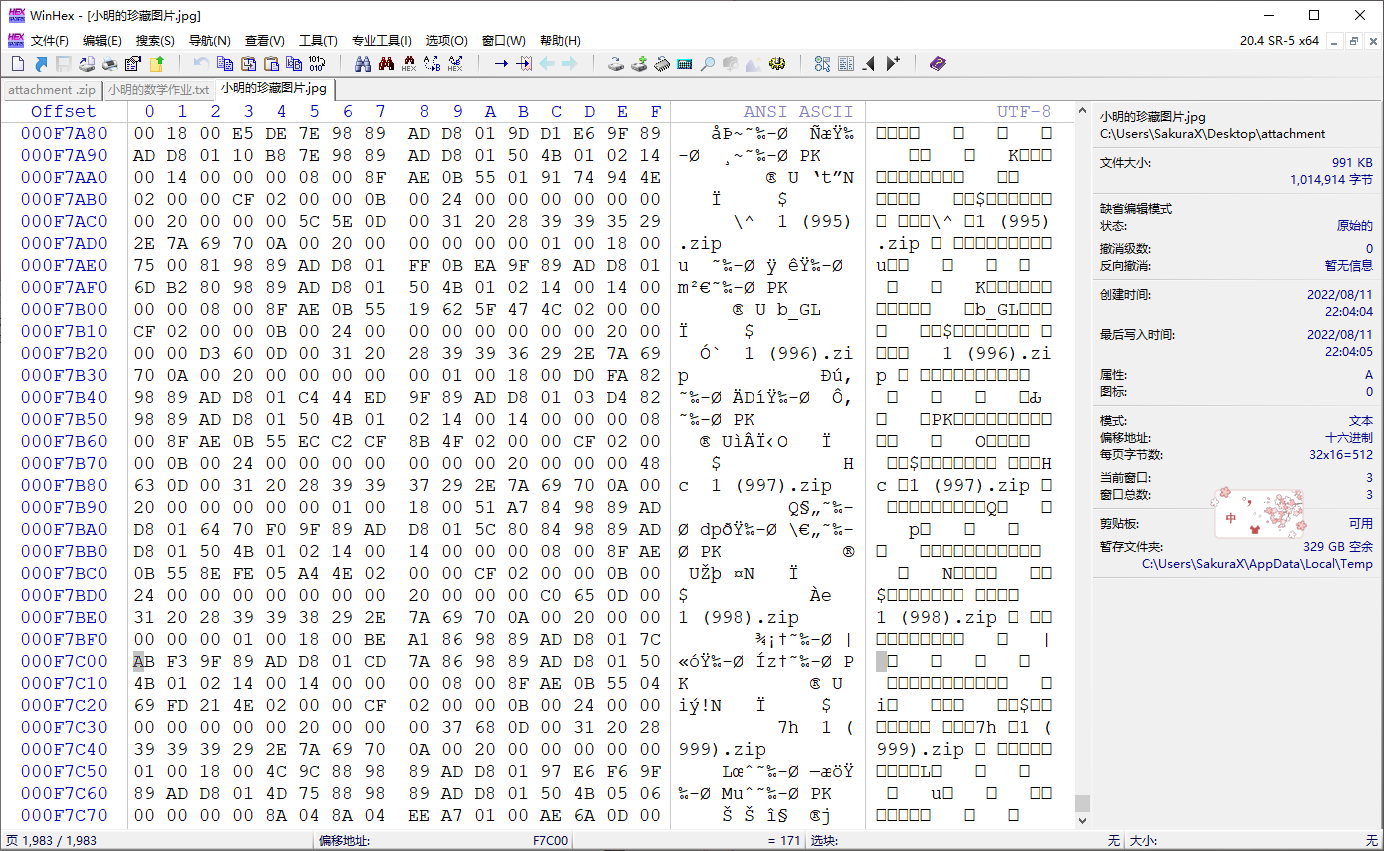 WinHex - [小明的珍藏图片.jpg]
文件(F) 编辑(E) 搜索(S) 导航(N) 查看(V) 工具(T) 专业工具(I) 选项(O) 窗口(W) 帮助(H) 20.4 SR-5 x64
attachment .zip 小明的数学作业.txt 小明的珍藏图片.jpg
Offset 0 1 2 3 4 5 6 7 8 9 A B C D E F ANSI ASCII UTF-8
000F7A80 00 18 00 E5 DE 7E 98 89 AD D8 01 9D D1 E6 9F 89
000F7A90 AD D8 01 10 B8 7E 98 89 AD D8 01 50 4B 01 02 14
000F7AA0 00 14 00 00 00 08 00 8F AE 0B 55 01 91 74 94 4E
000F7AB0 02 00 00 CF 02 00 00 0B 00 24 00 00 00 00 00 00
000F7AC0 00 20 00 00 00 5C 5E 0D 00 31 20 28 39 39 35 29 \^ 1 (995) \^ 1 (995)
000F7AD0 2E 7A 69 70 0A 00 20 00 00 00 00 00 01 00 18 00 .zip .zip
000F7AE0 75 00 81 98 89 AD D8 01 FF 0B EA 9F 89 AD D8 01
000F7AF0 6D B2 80 98 89 AD D8 01 50 4B 01 02 14 00 14 00
000F7B00 00 00 08 00 8F AE 0B 55 19 62 5F 47 4C 02 00 00
000F7B10 CF 02 00 00 0B 00 24 00 00 00 00 00 00 00 20 00
000F7B20 00 00 D3 60 0D 00 31 20 28 39 39 36 29 2E 7A 69 Ó` 1 (996).zi 1 (996).zi
000F7B30 70 0A 00 20 00 00 00 00 00 01 00 18 00 D0 FA 82
000F7B40 98 89 AD D8 01 C4 44 ED 9F 89 AD D8 01 03 D4 82
000F7B50 98 89 AD D8 01 50 4B 01 02 14 00 14 00 00 00 08
000F7B60 00 8F AE 0B 55 EC C2 CF 8B 4F 02 00 00 CF 02 00
000F7B70 00 0B 00 24 00 00 00 00 00 00 00 20 00 00 00 48
000F7B80 63 0D 00 31 20 28 39 39 37 29 2E 7A 69 70 0A 00 c 1 (997).zip c 1 (997).zip
000F7B90 20 00 00 00 00 00 01 00 18 00 51 A7 84 98 89 AD
000F7BA0 D8 01 64 70 F0 9F 89 AD D8 01 5C 80 84 98 89 AD
000F7BB0 D8 01 50 4B 01 02 14 00 14 00 00 00 08 00 8F AE
000F7BC0 0B 55 8E FE 05 A4 4E 02 00 00 CF 02 00 00 0B 00
000F7BD0 24 00 00 00 00 00 00 00 20 00 00 00 C0 65 0D 00
000F7BE0 31 20 28 39 39 38 29 2E 7A 69 70 0A 00 20 00 00 1 (998).zip 1 (998).zip
000F7BF0 00 00 00 01 00 18 00 BE A1 86 98 89 AD D8 01 7C
000F7C00 AB F3 9F 89 AD D8 01 CD 7A 86 98 89 AD D8 01 50
000F7C10 4B 01 02 14 00 14 00 00 00 08 00 8F AE 0B 55 04
000F7C20 69 FD 21 4E 02 00 00 CF 02 00 00 0B 00 24 00 00
000F7C30 00 00 00 00 00 20 00 00 00 37 68 0D 00 31 20 28 7h 1 ( 7h 1 (
000F7C40 39 39 39 29 2E 7A 69 70 0A 00 20 00 00 00 00 00 999).zip 999).zip
000F7C50 01 00 18 00 4C 9C 88 98 89 AD D8 01 97 E6 F6 9F
000F7C60 89 AD D8 01 4D 75 88 98 89 AD D8 01 50 4B 05 06
000F7C70 00 00 00 00 8A 04 8A 04 EE A7 01 00 AE 6A 0D 00
小明的珍藏图片.jpg
C:\Users\SakuraX\Desktop\attachment
文件大小: 991 KB
1,014,914 字节
缺省编辑模式
状态: 原始的
撤消级数: 0
反向撤消: 暂无信息
创建时间: 2022/08/11
22:04:04
最后写入时间: 2022/08/11
22:04:05
属性: A
图标: 0
模式: 文本
偏移地址: 十六进制
每页字节数: 32x16=512
当前窗口: 3
窗口总数: 3
中
剪贴板: 可用
暂存文件夹: 329 GB 空余
C:\Users\SakuraX\AppData\Local\Temp
页 1,983 / 1,983 偏移地址: F7C00 = 171 选块: 无 大小: 无